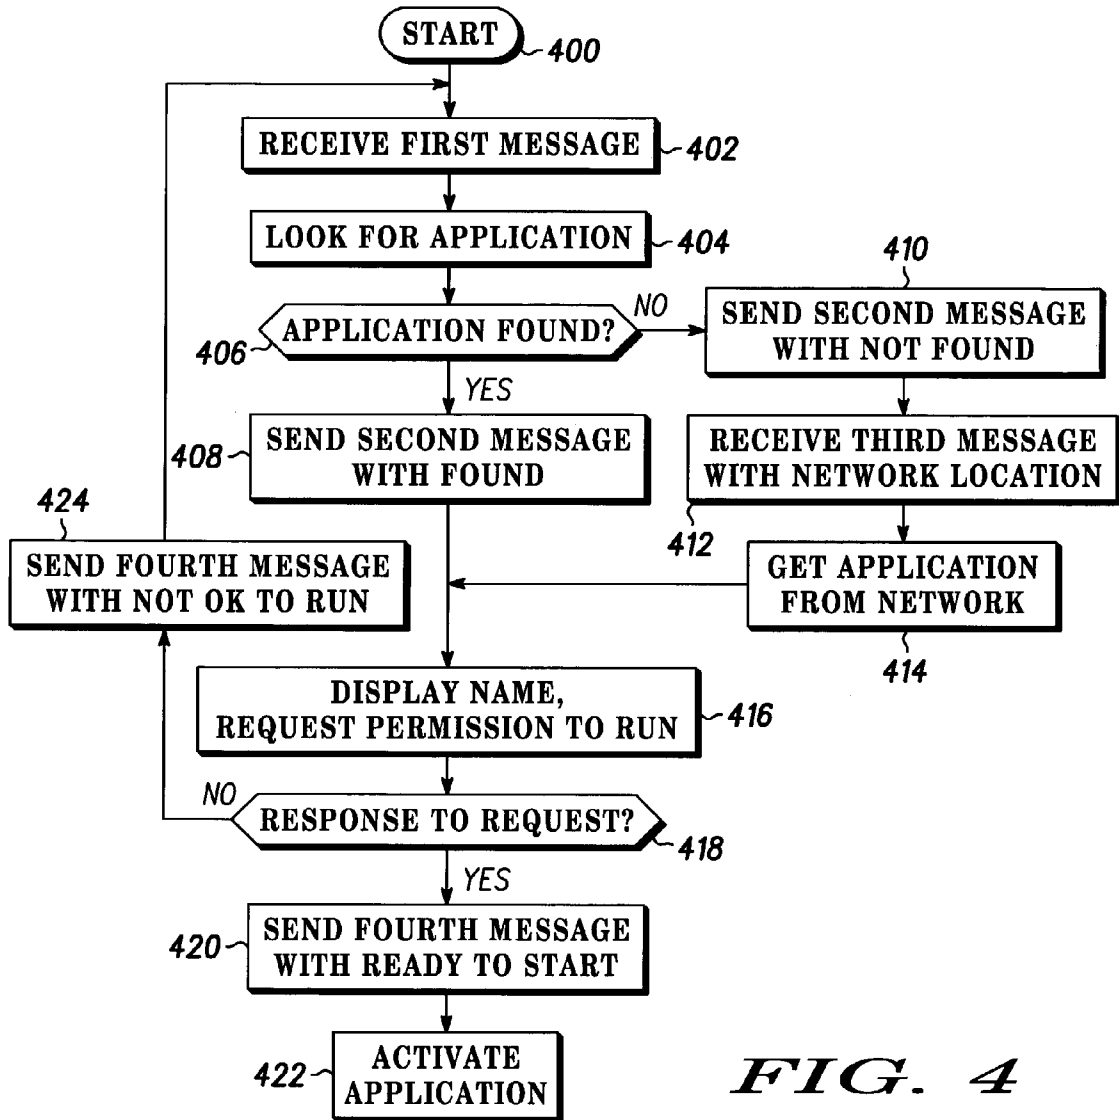 START
400
RECEIVE FIRST MESSAGE
402
LOOK FOR APPLICATION
404
APPLICATION FOUND?
406
NO
410
SEND SECOND MESSAGE
WITH NOT FOUND
YES
408
SEND SECOND MESSAGE
WITH FOUND
RECEIVE THIRD MESSAGE
WITH NETWORK LOCATION
412
424
SEND FOURTH MESSAGE
WITH NOT OK TO RUN
GET APPLICATION
FROM NETWORK
414
DISPLAY NAME,
REQUEST PERMISSION TO RUN
416
NO
RESPONSE TO REQUEST?
418
YES
420
SEND FOURTH MESSAGE
WITH READY TO START
422
ACTIVATE
APPLICATION
FIG. 4